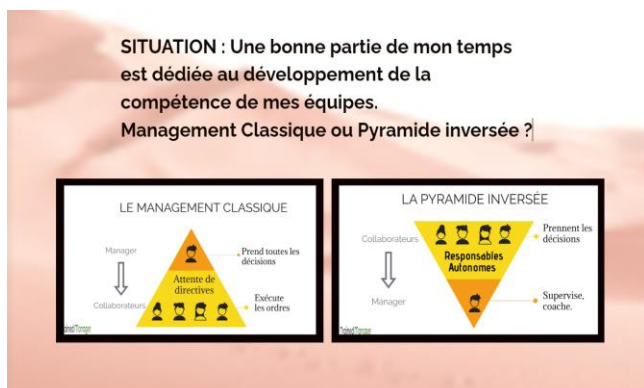 SITUATION : Une bonne partie de mon temps
est dédiée au développement de la
compétence de mes équipes.
Management Classique ou Pyramide inversée ?
LE MANAGEMENT CLASSIQUE
Manager
Collaborateurs
Prend toutes les
décisions
Attente de
directives
Exécute
les ordres
LA PYRAMIDE INVERSÉE
Collaborateurs
Manager
Prennent les
décisions
Responsables
Autonomes
Supervise,
coache.